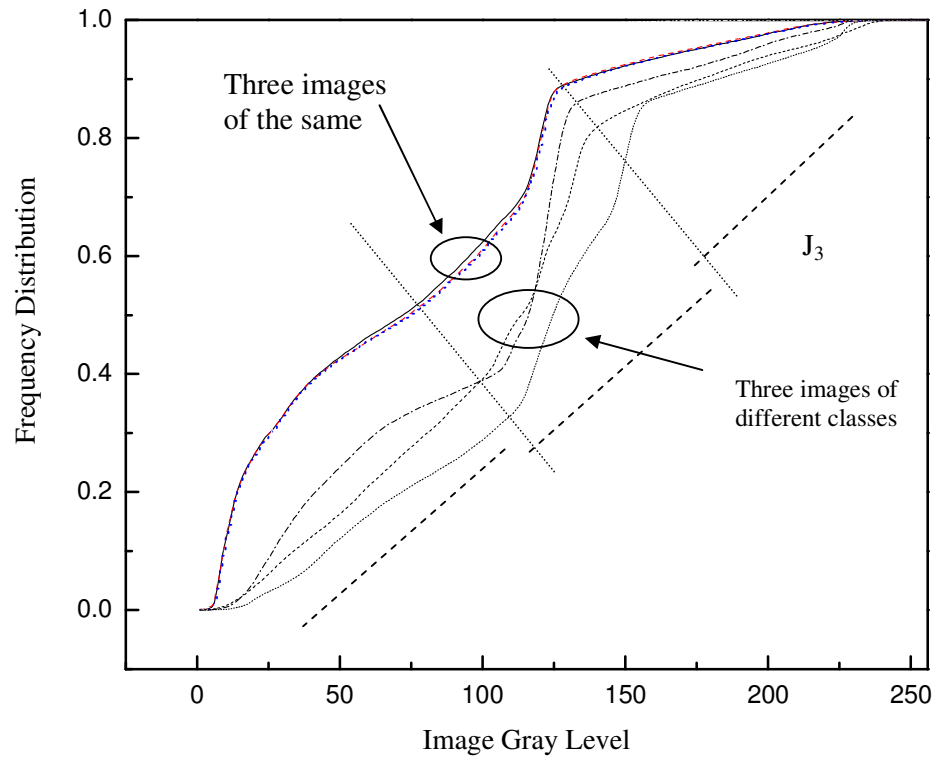 1.0
0.8
0.6
0.4
0.2
0.0
Frequency Distribution
Three images
of the same
J3
Three images of
different classes
0 50 100 150 200 250
Image Gray Level